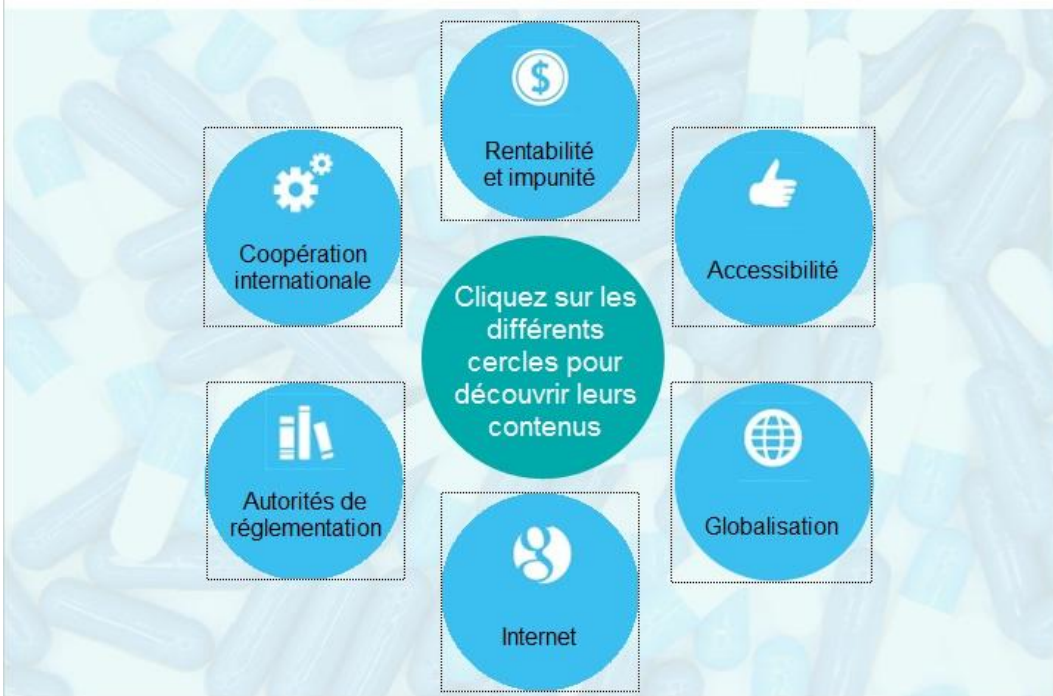 Rentabilité
et impunité
Coopération
internationale
Accessibilité
Cliquez sur les
différents
cercles pour
découvrir leurs
contenus
Autorités de
réglementation
Globalisation
Internet